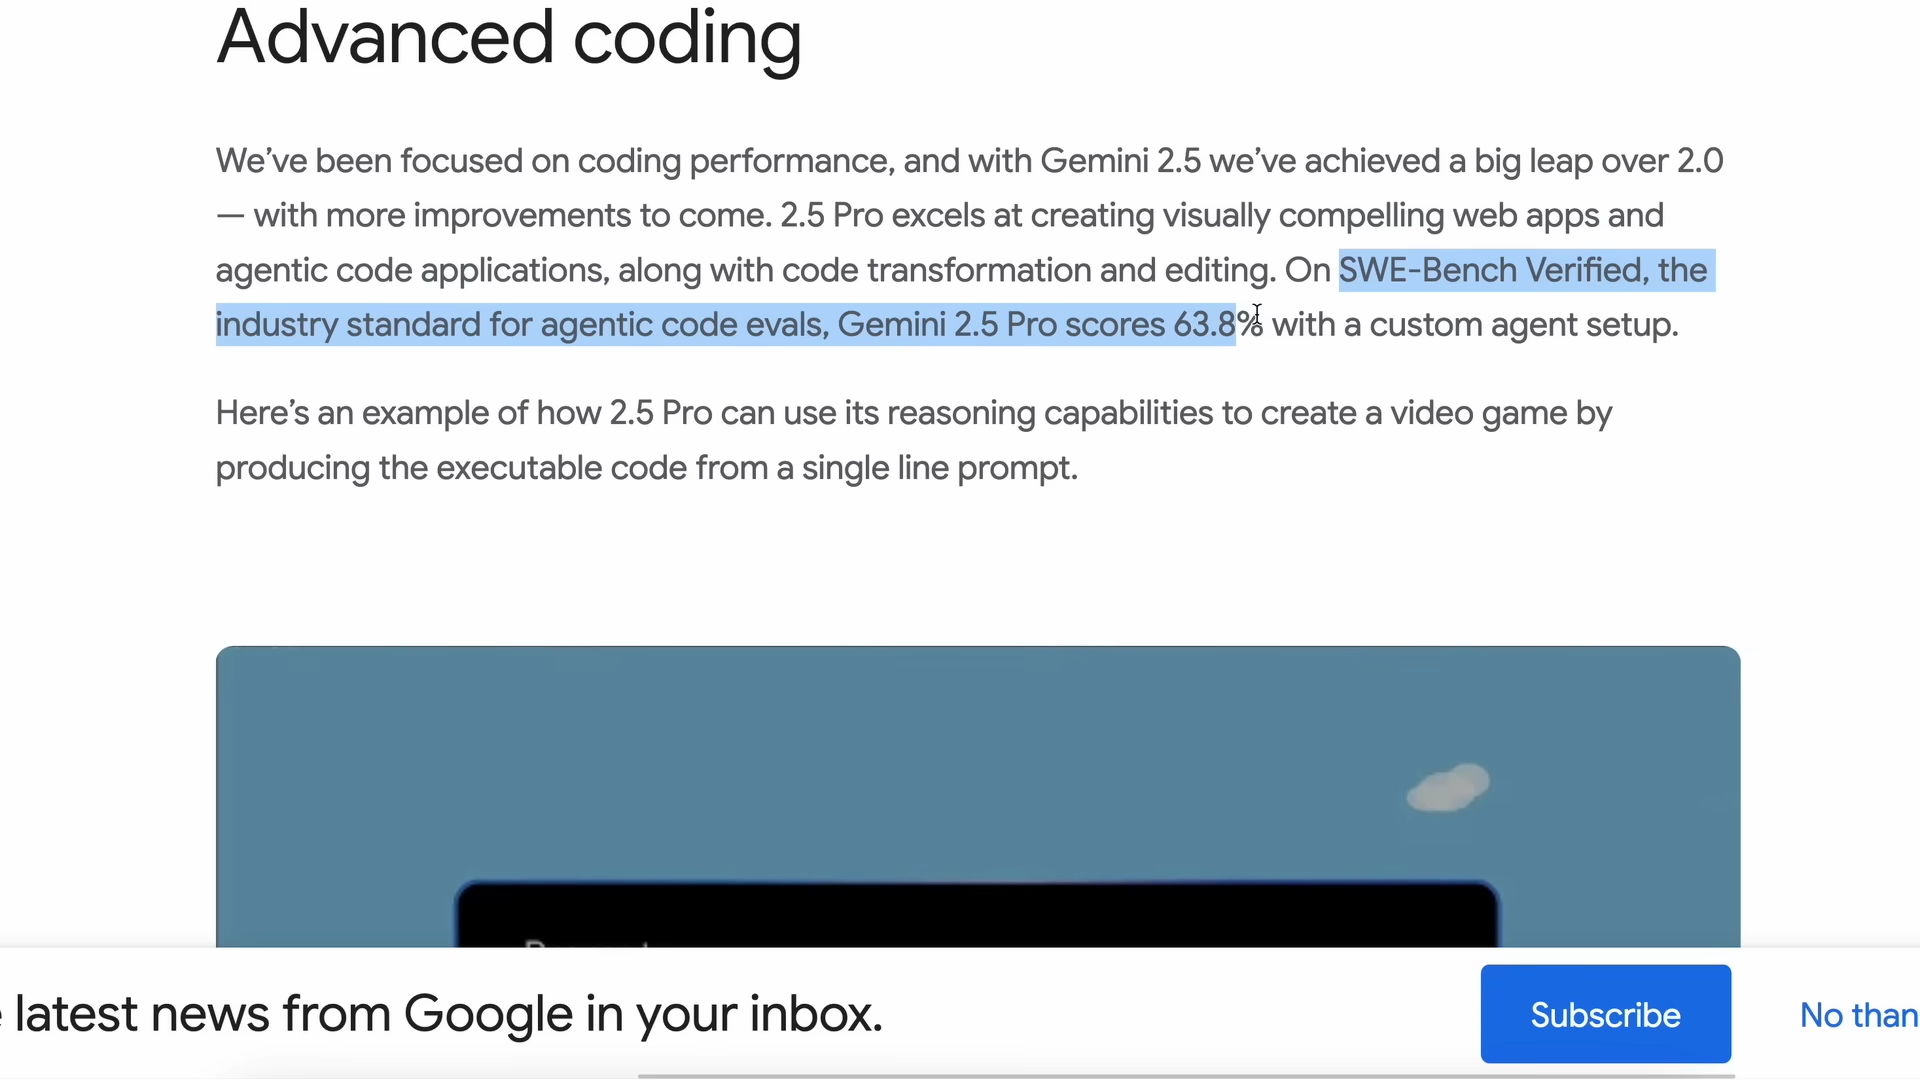 Advanced coding
We’ve been focused on coding performance, and with Gemini 2.5 we’ve achieved a big leap over 2.0
— with more improvements to come. 2.5 Pro excels at creating visually compelling web apps and
agentic code applications, along with code transformation and editing. On SWE-Bench Verified, the
industry standard for agentic code evals, Gemini 2.5 Pro scores 63.8% with a custom agent setup.
Here’s an example of how 2.5 Pro can use its reasoning capabilities to create a video game by
producing the executable code from a single line prompt.
latest news from Google in your inbox.
Subscribe
No than